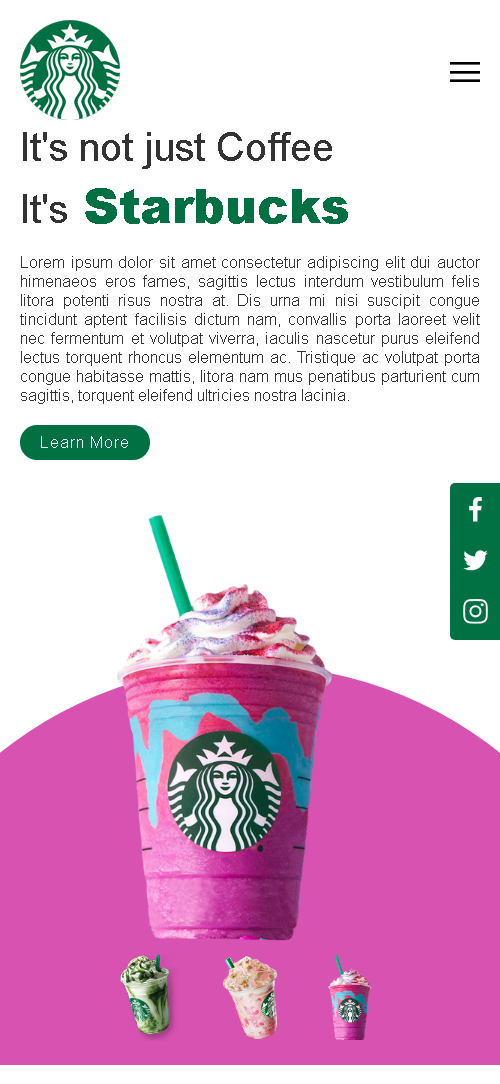 It's not just Coffee
It's Starbucks
Lorem ipsum dolor sit amet consectetur adipiscing elit dui auctor
himenaeos eros fames, sagittis lectus interdum vestibulum felis
litora potenti risus nostra at. Dis urna mi nisi suscipit congue
tincidunt aptent facilisis dictum nam, convallis porta laoreet velit
nec fermentum et volutpat viverra, iaculis nascetur purus eleifend
lectus torquent rhoncus elementum ac. Tristique ac volutpat porta
congue habitasse mattis, litora nam mus penatibus parturient cum
sagittis, torquent eleifend ultricies nostra lacinia.
Learn More